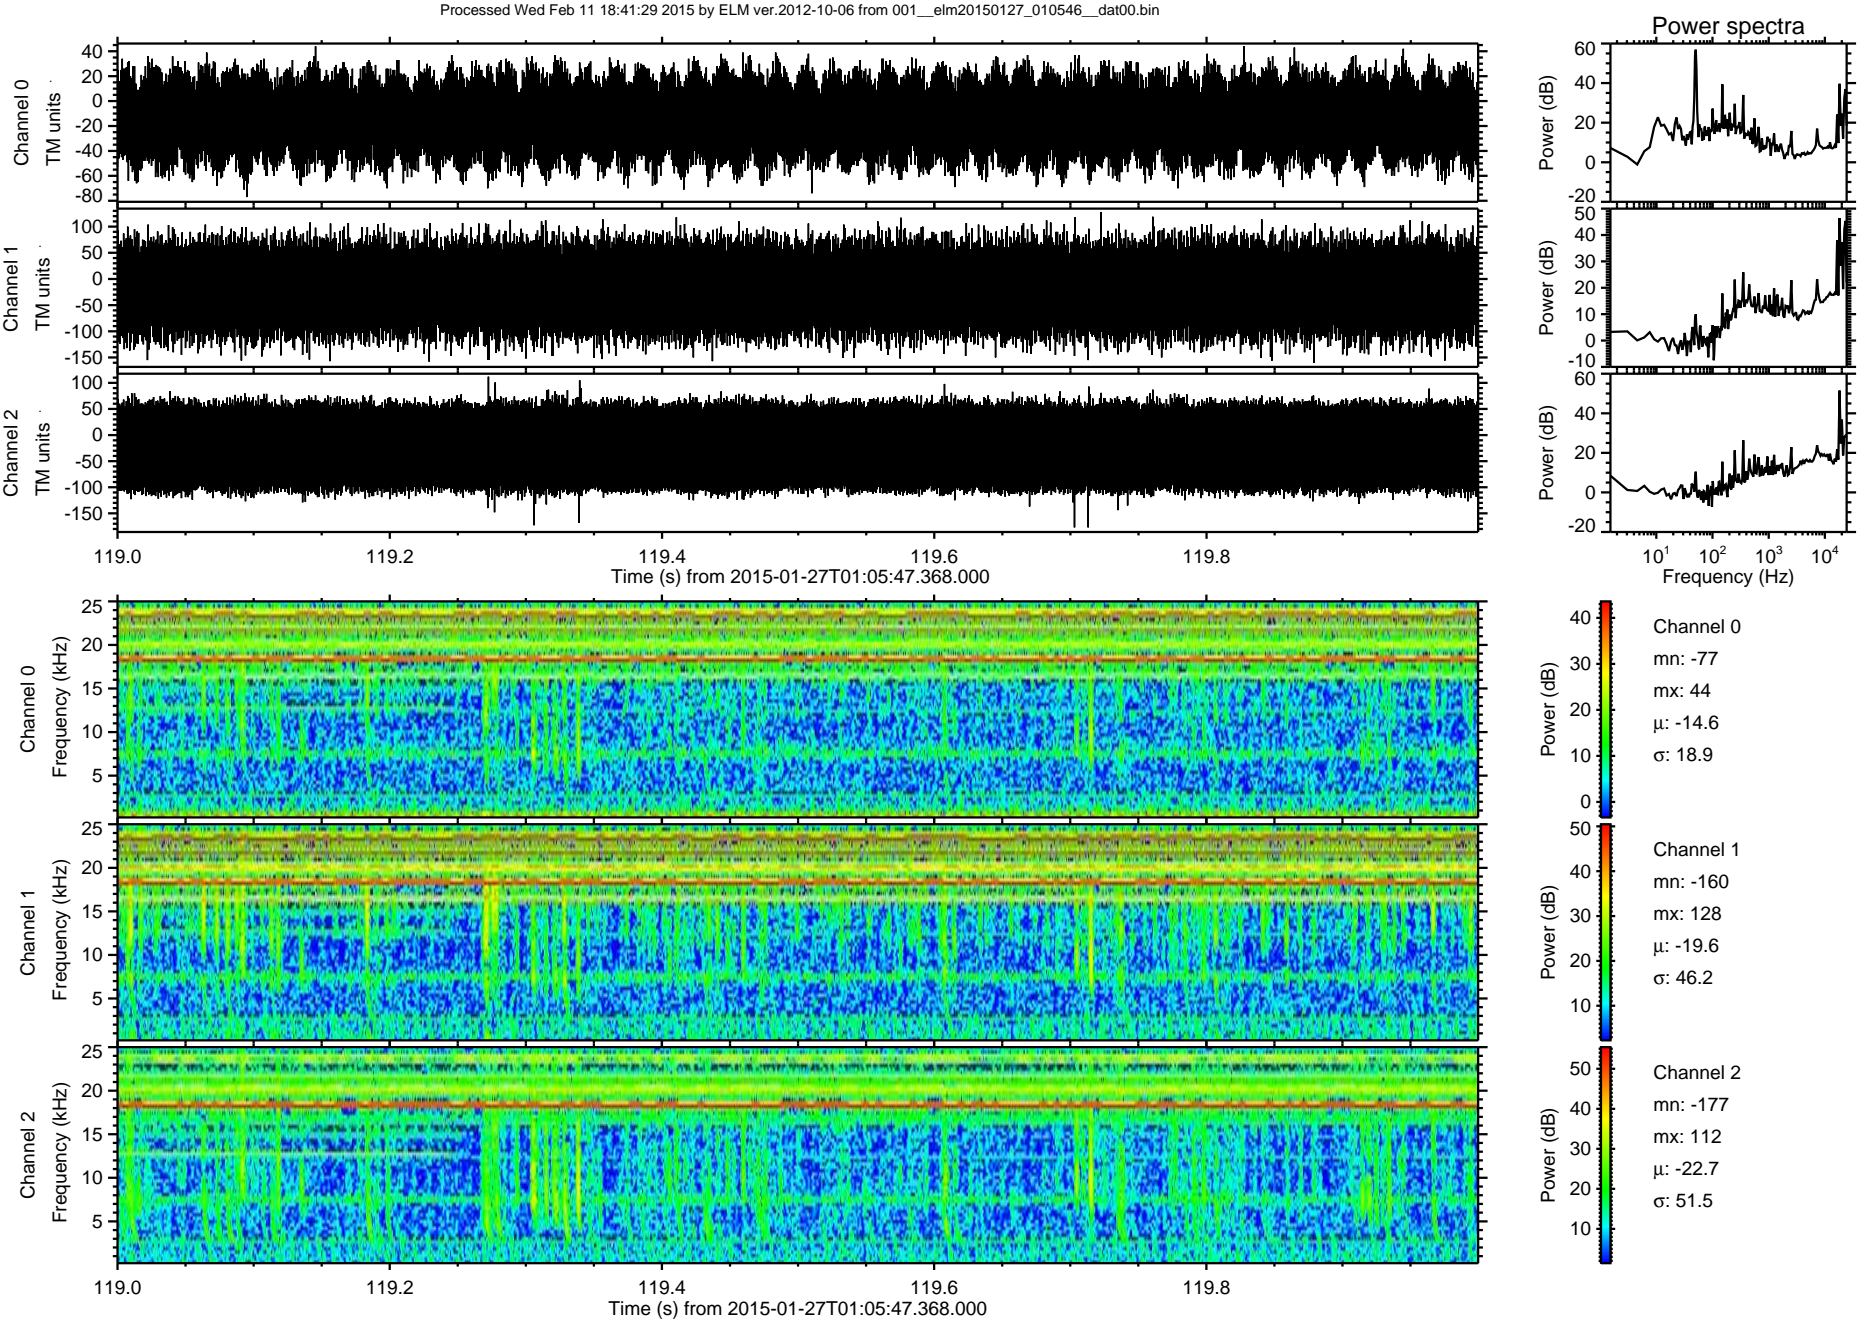 Processed Wed Feb 11 18:41:29 2015 by ELM ver.2012-10-06 from 001__elm20150127_010546__dat00.bin
Power spectra
Channel 0
TM units
40
20
0
-20
-40
-60
-80
Power (dB)
60
40
20
0
-20
Channel 1
TM units
100
50
0
-50
-100
-150
Power (dB)
50
40
30
20
10
0
-10
Channel 2
TM units
100
50
0
-50
-100
-150
Power (dB)
60
40
20
0
-20
119.0 119.2 119.4 119.6 119.8
Time (s) from 2015-01-27T01:05:47.368.000
10^1 10^2 10^3 10^4
Frequency (Hz)
Channel 0
Frequency (kHz)
25
20
15
10
5
Power (dB)
40
30
20
10
0
Channel 0
mn: -77
mx: 44
μ: -14.6
σ: 18.9
Channel 1
Frequency (kHz)
25
20
15
10
5
Power (dB)
50
40
30
20
10
Channel 1
mn: -160
mx: 128
μ: -19.6
σ: 46.2
Channel 2
Frequency (kHz)
25
20
15
10
5
Power (dB)
50
40
30
20
10
Channel 2
mn: -177
mx: 112
μ: -22.7
σ: 51.5
119.0 119.2 119.4 119.6 119.8
Time (s) from 2015-01-27T01:05:47.368.000